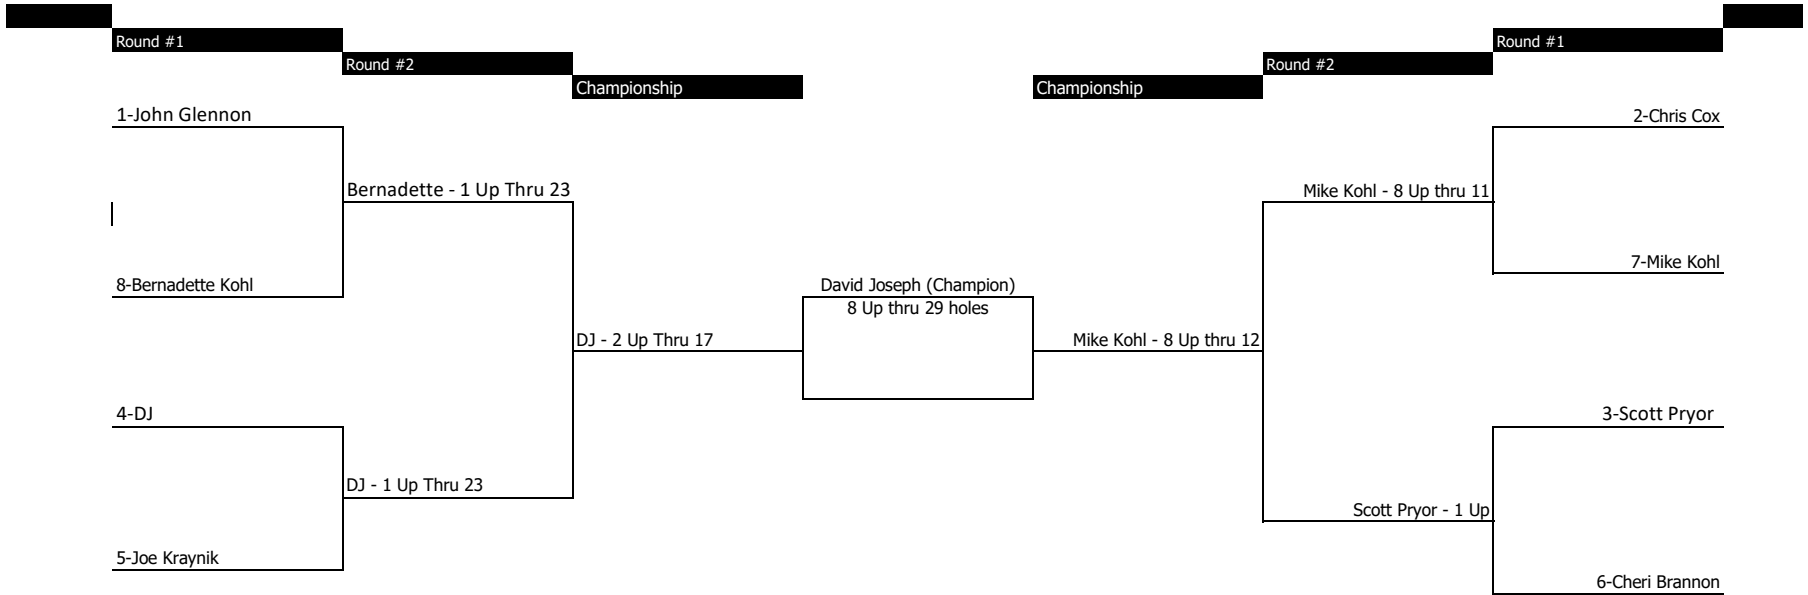 Round #1
Round #1
Round #2
Round #2
Championship
Championship
1-John Glennon
2-Chris Cox
Bernadette - 1 Up Thru 23
Mike Kohl - 8 Up thru 11
7-Mike Kohl
8-Bernadette Kohl
David Joseph (Champion)
8 Up thru 29 holes
DJ - 2 Up Thru 17
Mike Kohl - 8 Up thru 12
4-DJ
3-Scott Pryor
DJ - 1 Up Thru 23
Scott Pryor - 1 Up
5-Joe Kraynik
6-Cheri Brannon